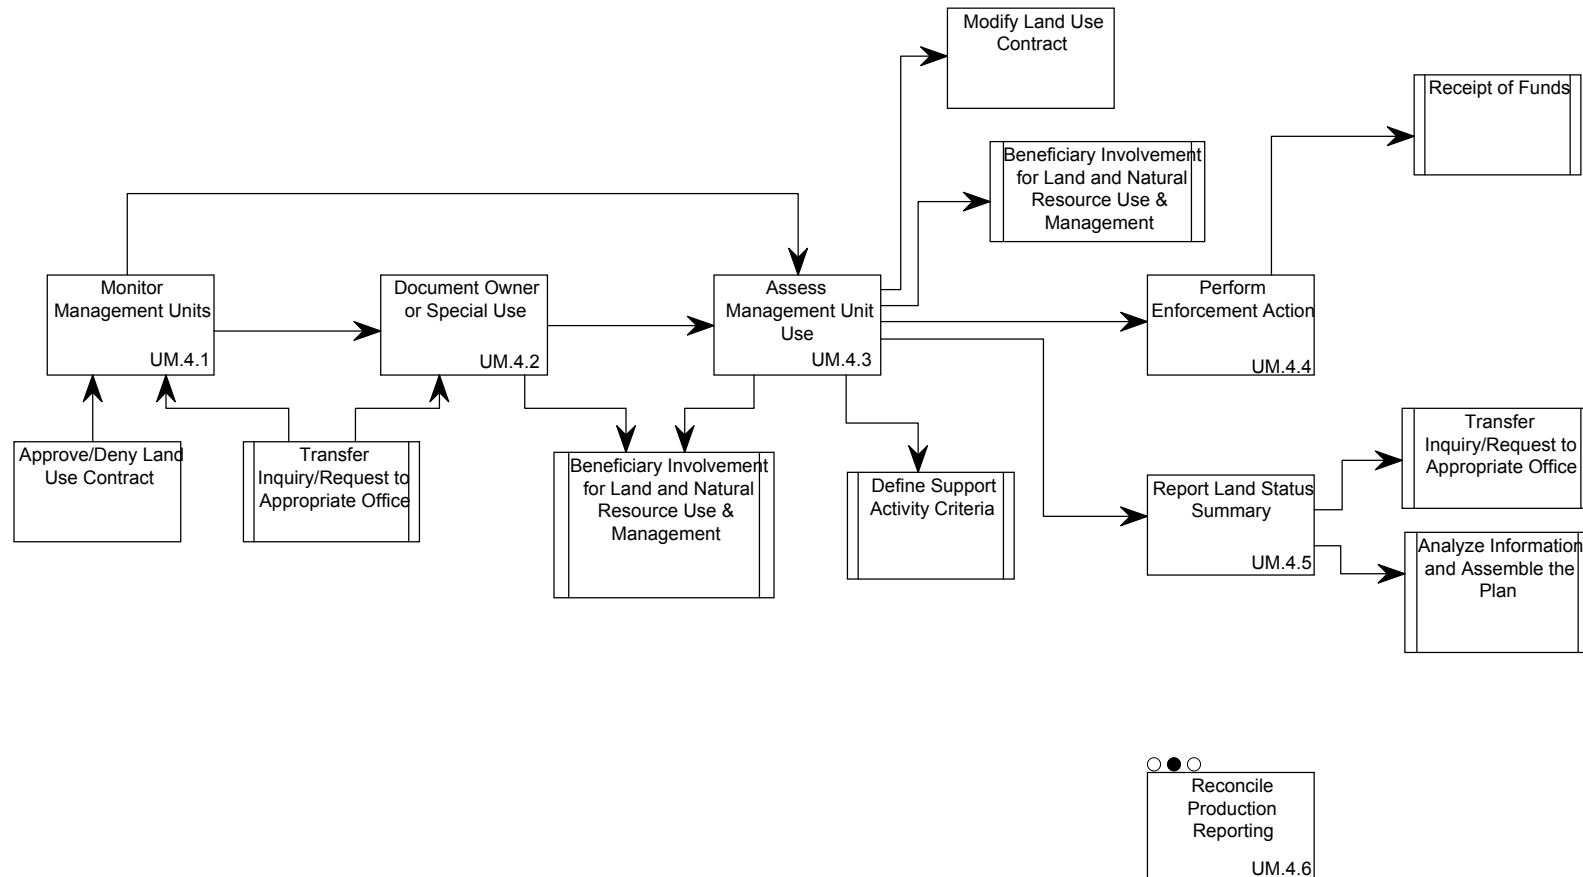 Modify Land Use
Contract
Receipt of Funds
Beneficiary Involvement
for Land and Natural
Resource Use &
Management
Monitor
Management Units
UM.4.1
Document Owner
or Special Use
UM.4.2
Assess
Management Unit
Use
UM.4.3
Perform
Enforcement Action
UM.4.4
Approve/Deny Land
Use Contract
Transfer
Inquiry/Request to
Appropriate Office
Beneficiary Involvement
for Land and Natural
Resource Use &
Management
Define Support
Activity Criteria
Report Land Status
Summary
UM.4.5
Transfer
Inquiry/Request to
Appropriate Office
Analyze Information
and Assemble the
Plan
Reconcile
Production
Reporting
UM.4.6